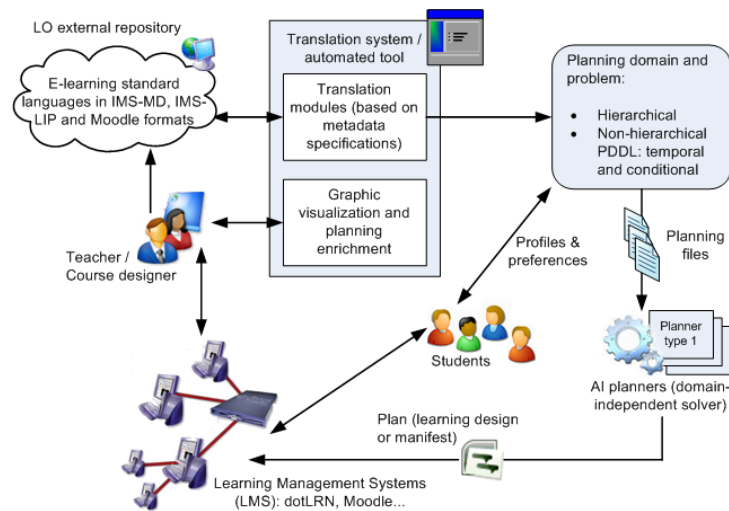 LO external repository
E-learning standard
languages in IMS-MD, IMS-
LIP and Moodle formats
Translation system /
automated tool
Translation
modules (based on
metadata
specifications)
Graphic
visualization and
planning
enrichment
Planning domain and
problem:
• Hierarchical
• Non-hierarchical
PDDL: temporal
and conditional
Teacher /
Course designer
Profiles &
preferences
Planning
files
Students
Planner
type 1
AI planners (domain-
independent solver)
Plan (learning design
or manifest)
Learning Management Systems
(LMS): dotLRN, Moodle...